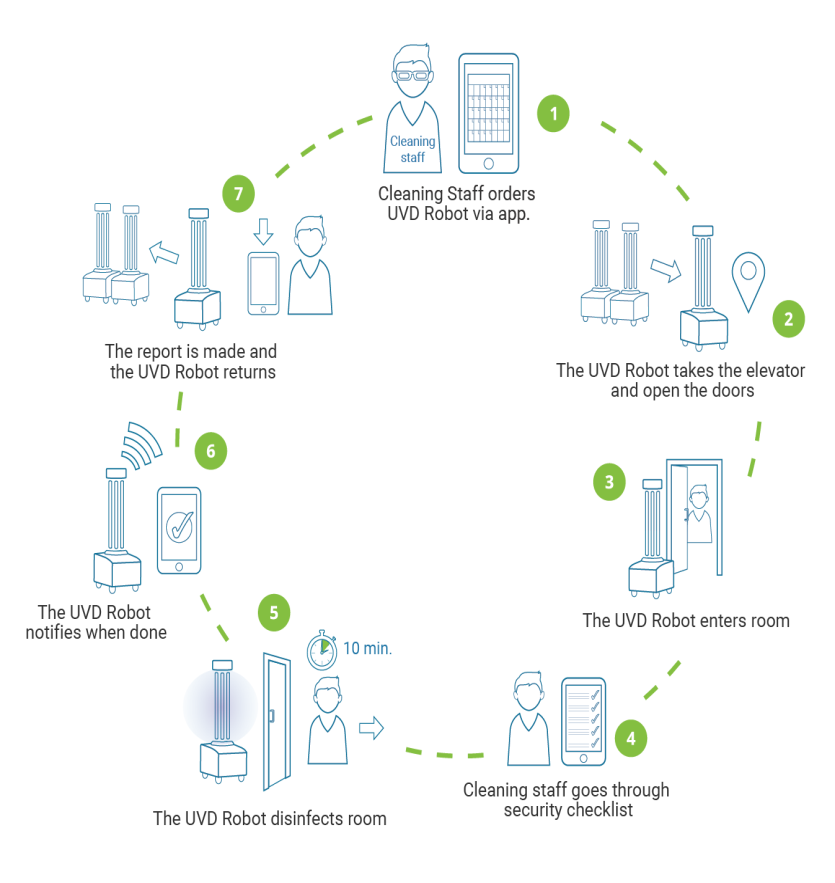 Cleaning
staff
1
Cleaning Staff orders
UVD Robot via app.
2
The UVD Robot takes the elevator
and open the doors
3
The UVD Robot enters room
4
Cleaning staff goes through
security checklist
5
10 min.
The UVD Robot disinfects room
6
The UVD Robot
notifies when done
7
The report is made and
the UVD Robot returns